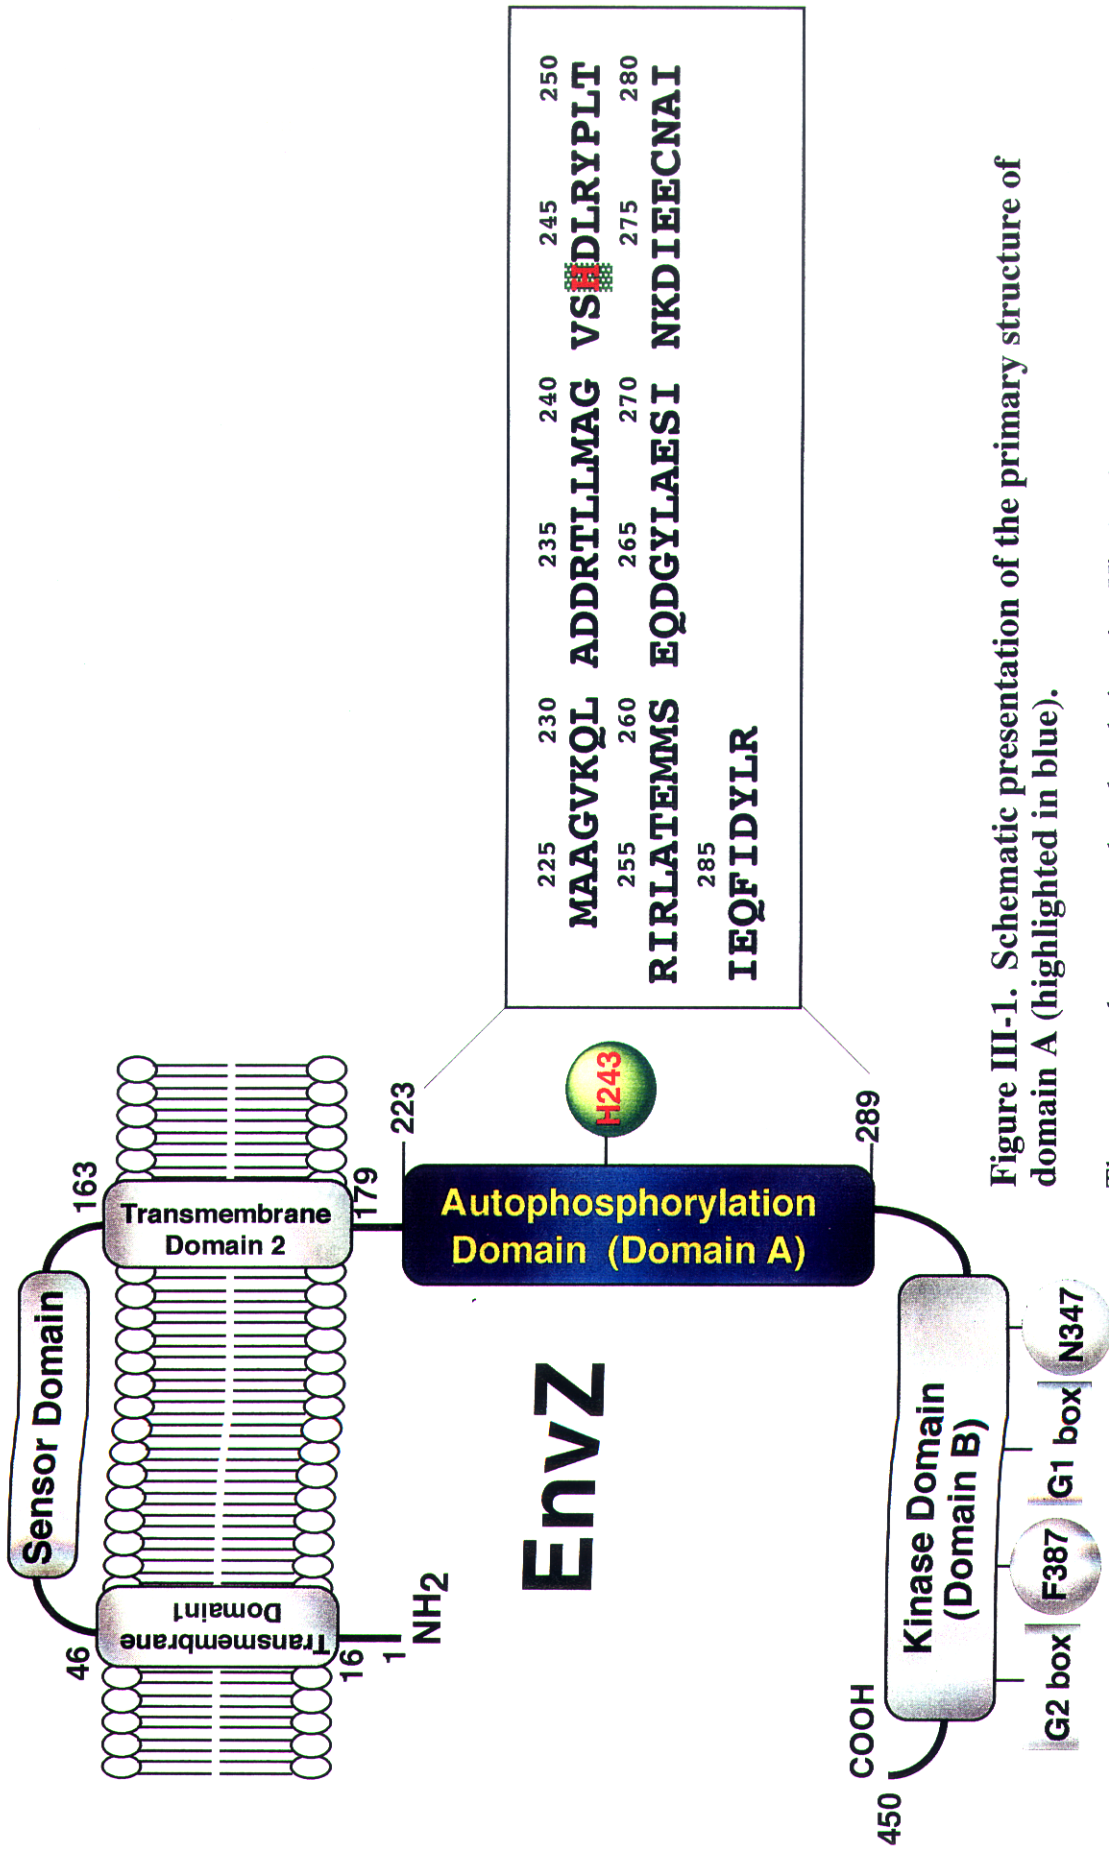 Sensor Domain
46
163
Transmembrane
Domain1
Transmembrane
Domain 2
16
179
1
NH2
EnvZ
223
Autophosphorylation
Domain (Domain A)
H243
289
225 230 235 240 245 250
MAAGVKQL ADDRTLLMAG VSHDLRYPLT
255 260 265 270 275 280
RIRLATEMMS EQDGYLAESI NKDIEECNAI
285
IEQFIDYLR
COOH
450
Kinase Domain
(Domain B)
G2 box
F387
G1 box
N347
Figure III-1. Schematic presentation of the primary structure of
domain A (highlighted in blue).